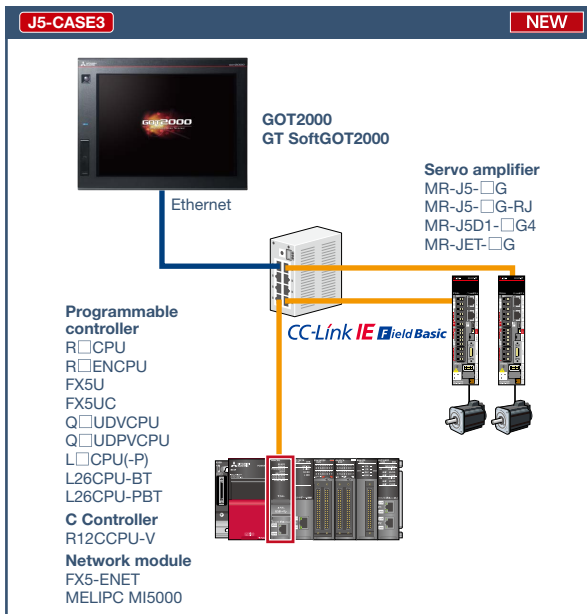 J5-CASE3
NEW
GOT2000
GOT2000
GT SoftGOT2000
Ethernet
Servo amplifier
MR-J5-□G
MR-J5-□G-RJ
MR-J5D1-□G4
MR-JET-□G
CC-Link IE Field Basic
Programmable
controller
R□CPU
R□ENCPU
FX5U
FX5UC
Q□UDVCPU
Q□UDPVCPU
L□CPU(-P)
L26CPU-BT
L26CPU-PBT
C Controller
R12CCPU-V
Network module
FX5-ENET
MELIPC MI5000